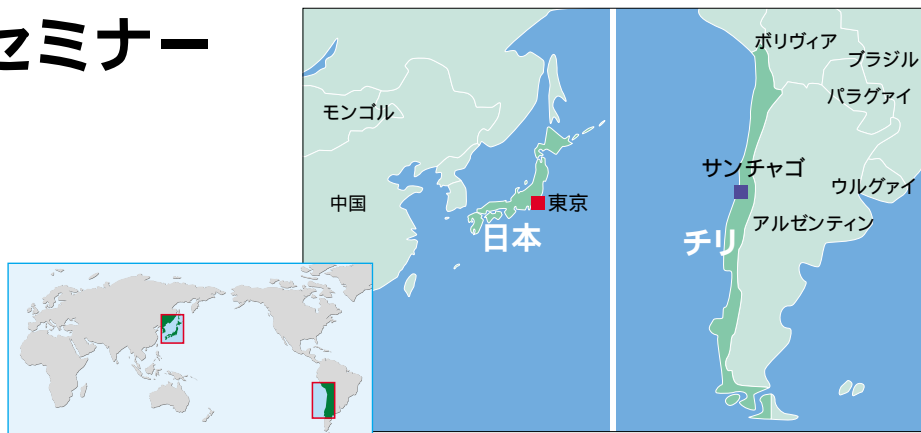 セミナー
モンゴル
中国
東京
日本
ボリヴィア
ブラジル
パラグァイ
サンチャゴ
ウルグァイ
アルゼンティン
チリ